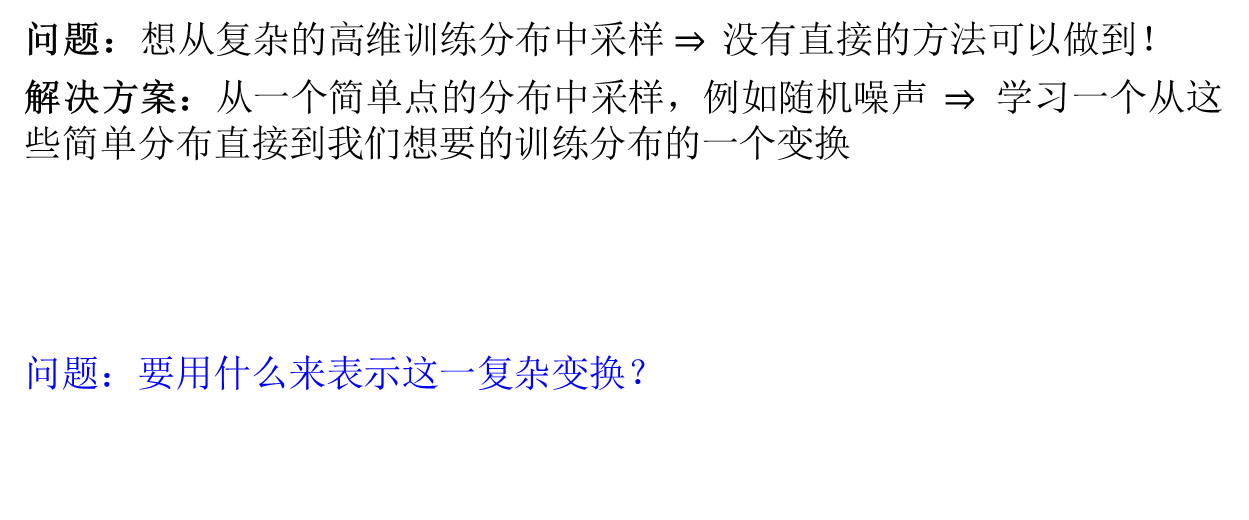 问题：想从复杂的高维训练分布中采样 ⇒ 没有直接的方法可以做到！
解决方案：从一个简单点的分布中采样，例如随机噪声 ⇒ 学习一个从这
些简单分布直接到我们想要的训练分布的一个变换
问题：要用什么来表示这一复杂变换？